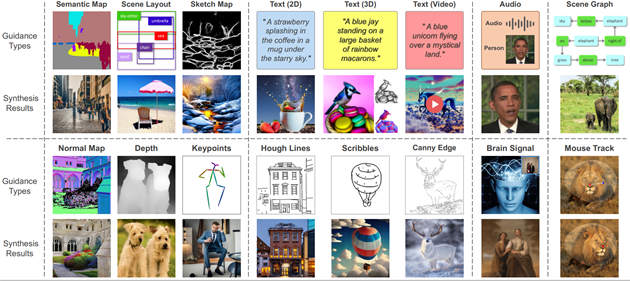 Semantic Map Scene Layout Sketch Map Text (2D) Text (3D) Text (Video) Audio Scene Graph
Guidance
Types
sky-other
umbrella
sea
chair
sand
"A strawberry
splashing in
the coffee in a
mug under
the starry sky."
"A blue jay
standing on
a large basket
of rainbow
macarons."
"A blue
unicorn flying
over a mystical
land."
Audio
Person
sky
below
elephant
elephant
right of
grass
above
tree
Synthesis
Results
Normal Map Depth Keypoints Hough Lines Scribbles Canny Edge Brain Signal Mouse Track
Guidance
Types
Synthesis
Results